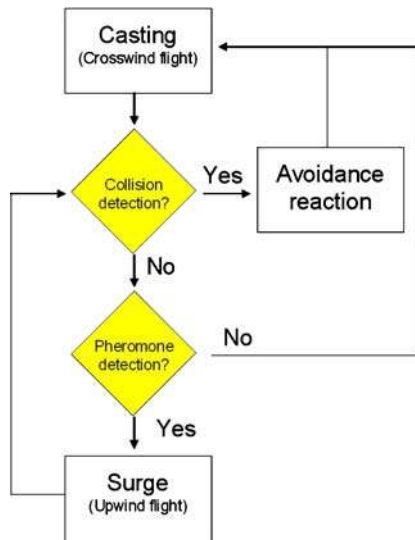 Casting
(Crosswind flight)
Collision
detection?
Yes
Avoidance
reaction
No
Pheromone
detection?
No
Yes
Surge
(Upwind flight)